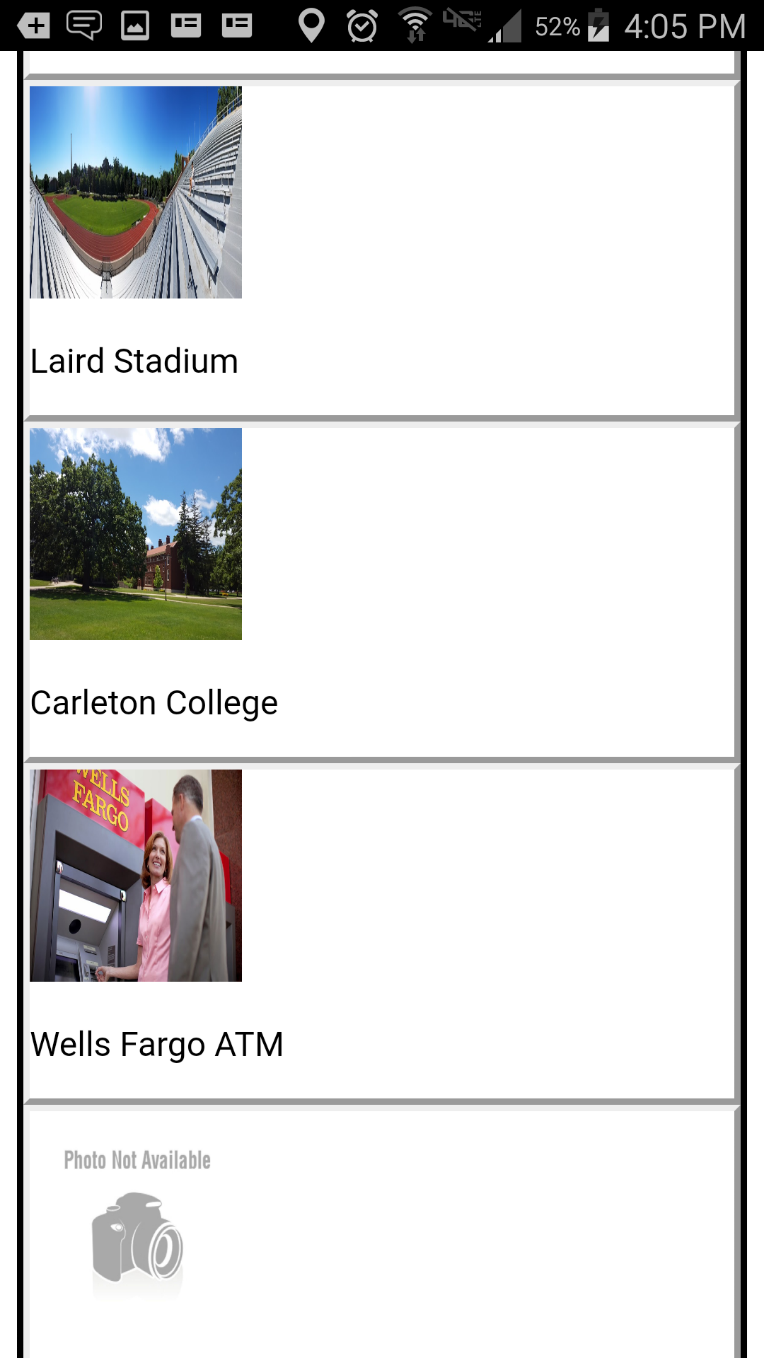 52% 4:05 PM
Laird Stadium
Carleton College
WELLS
FARGO
Wells Fargo ATM
Photo Not Available